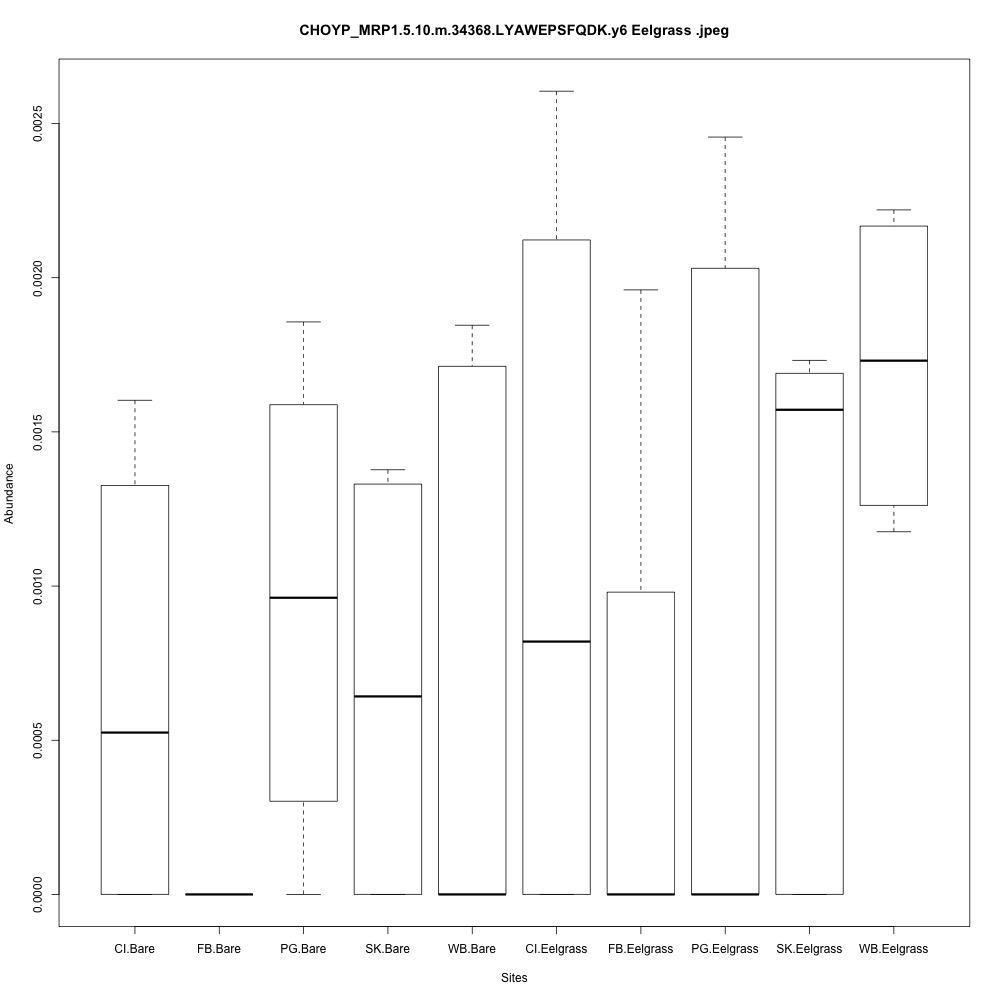 CHOYP_MRP1.5.10.m.34368.LYAWEPSFQDK.y6 Eelgrass .jpeg
Abundance
0.0025
0.0020
0.0015
0.0010
0.0005
0.0000
CI.Bare FB.Bare PG.Bare SK.Bare WB.Bare CI.Eelgrass FB.Eelgrass PG.Eelgrass SK.Eelgrass WB.Eelgrass
Sites